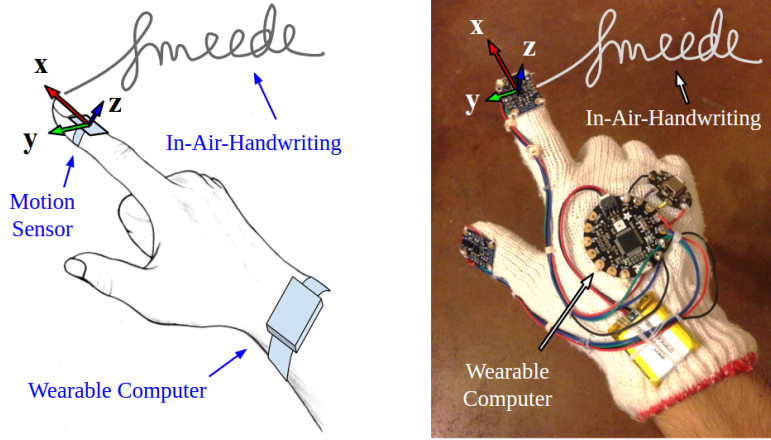 x
z
y
In-Air-Handwriting
Motion
Sensor
Wearable Computer
x
z
y
In-Air-Handwriting
Wearable
Computer